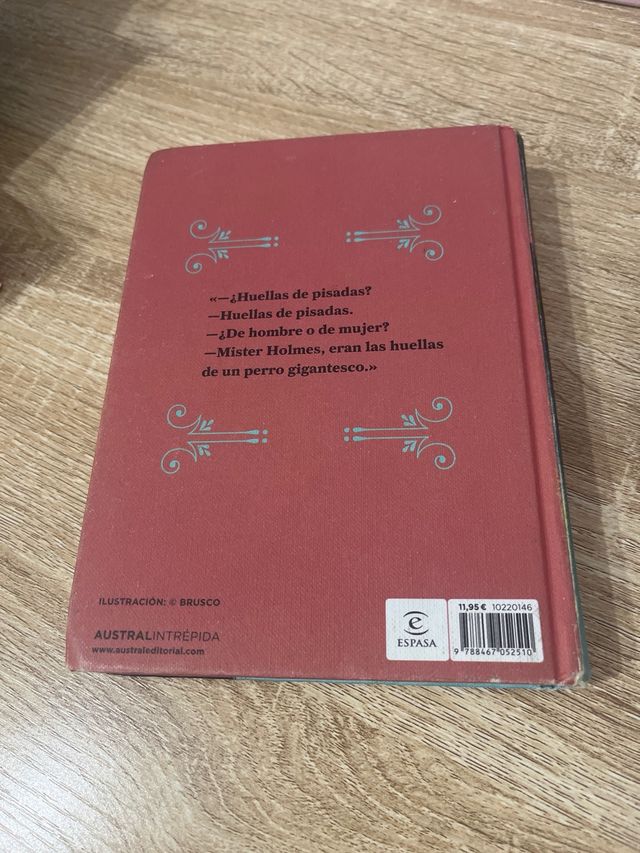 «—¿Huellas de pisadas?
—Huellas de pisadas.
—¿De hombre o de mujer?
—Míster Holmes, eran las huellas
de un perro gigantesco.»
ILUSTRACIÓN: © BRUSCO
AUSTRALINTRÉPIDA
www.australeditorial.com
e
ESPASA
11,95 € 10220146
9 788467 052510